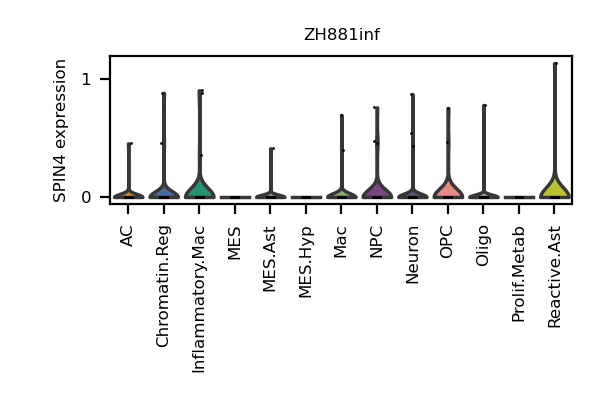 ZH881inf
SPIN4 expression
1
0
AC
Chromatin.Reg
Inflammatory.Mac
MES
MES.Ast
MES.Hyp
Mac
NPC
Neuron
OPC
Oligo
Prolif.Metab
Reactive.Ast